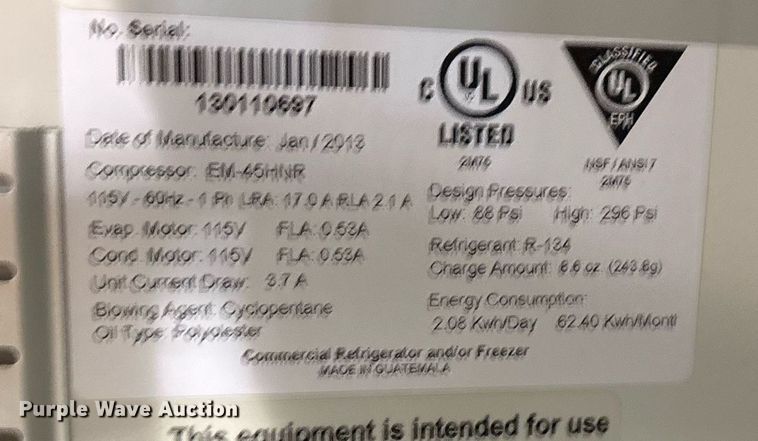 No. Serial:
130110697
Date of Manufacture: Jan/2013
Compressor: EM-45HNR
115V - 60Hz - 1 Ph LRA: 17.0 A RLA 2.1 A
Evap. Motor: 115V FLA: 0.53A
Cond. Motor: 115V FLA: 0.53A
Unit Current Draw: 3.7 A
Blowing Agent: Cyclopentane
Oil Type: Polyolester
C UL US
LISTED
2M76
CLASSIFIED
UL
EPH
NSF / ANSI 7
2M76
Design Pressures:
Low: 88 Psi High: 296 Psi
Refrigerant: R-134
Charge Amount: 8.6 oz. (243.8g)
Energy Consumption:
2.08 Kwh/Day 62.40 Kwh/Month
Commercial Refrigerator and/or Freezer
MADE IN GUATEMALA
This equipment is intended for use
Purple Wave Auction